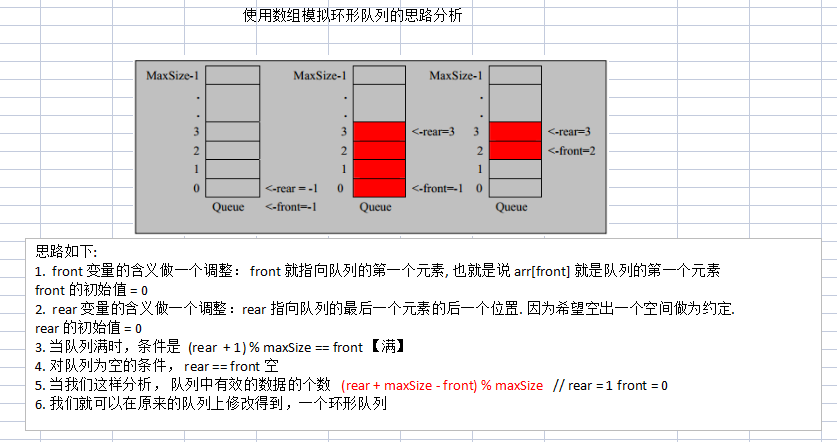 使用数组模拟环形队列的思路分析
MaxSize-1 MaxSize-1 MaxSize-1
. . .
. . .
3 3 <-rear=3 3 <-rear=3
2 2 2 <-front=2
1 1 1
0 <-rear = -1 0 <-front=-1 0
Queue <-front=-1 Queue Queue
思路如下:
1. front 变量的含义做一个调整： front 就指向队列的第一个元素, 也就是说 arr[front] 就是队列的第一个元素
front 的初始值 = 0
2. rear 变量的含义做一个调整：rear 指向队列的最后一个元素的后一个位置. 因为希望空出一个空间做为约定.
rear 的初始值 = 0
3. 当队列满时，条件是 (rear + 1) % maxSize == front 【满】
4. 对队列为空的条件， rear == front 空
5. 当我们这样分析， 队列中有效的数据的个数 (rear + maxSize - front) % maxSize // rear = 1 front = 0
6. 我们就可以在原来的队列上修改得到，一个环形队列